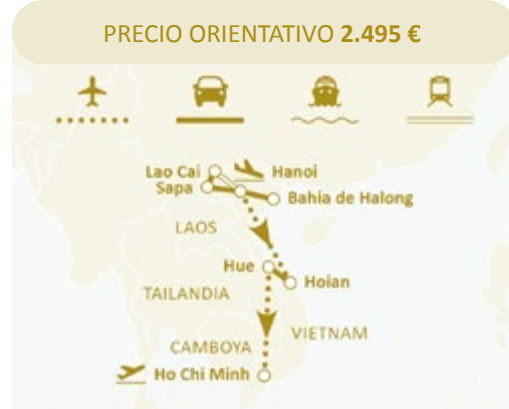 PRECIO ORIENTATIVO 2.495 €
Lao Cai
Hanoi
Sapa
Bahía de Halong
LAOS
Hue
Hoian
TAILANDIA
VIETNAM
CAMBOYA
Ho Chi Minh